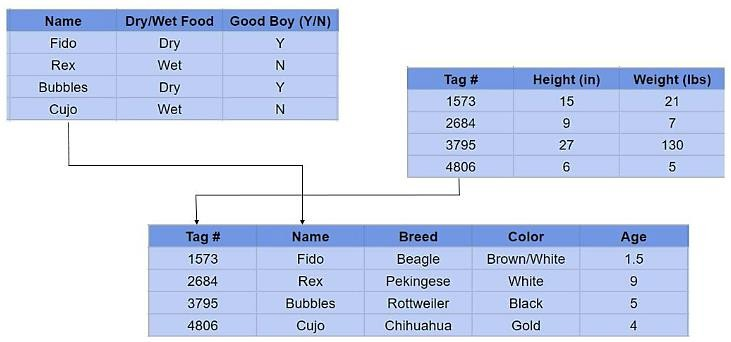 Name Dry/Wet Food Good Boy (Y/N)
Fido Dry Y
Rex Wet N
Bubbles Dry Y
Cujo Wet N
Tag # Height (in) Weight (lbs)
1573 15 21
2684 9 7
3795 27 130
4806 6 5
Tag # Name Breed Color Age
1573 Fido Beagle Brown/White 1.5
2684 Rex Pekingese White 9
3795 Bubbles Rottweiler Black 5
4806 Cujo Chihuahua Gold 4